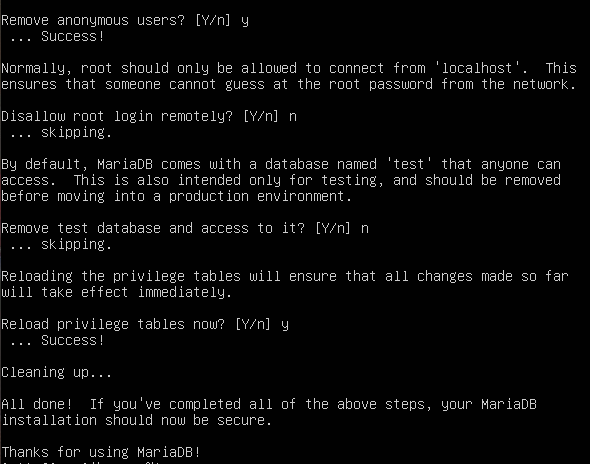 Remove anonymous users? [Y/n] y
 ... Success!
Normally, root should only be allowed to connect from 'localhost'.  This
ensures that someone cannot guess at the root password from the network.
Disallow root login remotely? [Y/n] n
 ... skipping.
By default, MariaDB comes with a database named 'test' that anyone can
access.  This is also intended only for testing, and should be removed
before moving into a production environment.
Remove test database and access to it? [Y/n] n
 ... skipping.
Reloading the privilege tables will ensure that all changes made so far
will take effect immediately.
Reload privilege tables now? [Y/n] y
 ... Success!
Cleaning up...
All done!  If you've completed all of the above steps, your MariaDB
installation should now be secure.
Thanks for using MariaDB!